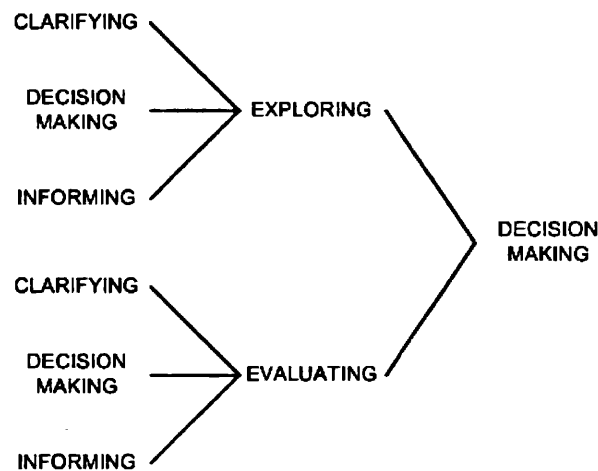 CLARIFYING
DECISION
MAKING
EXPLORING
INFORMING
DECISION
MAKING
CLARIFYING
DECISION
MAKING
EVALUATING
INFORMING